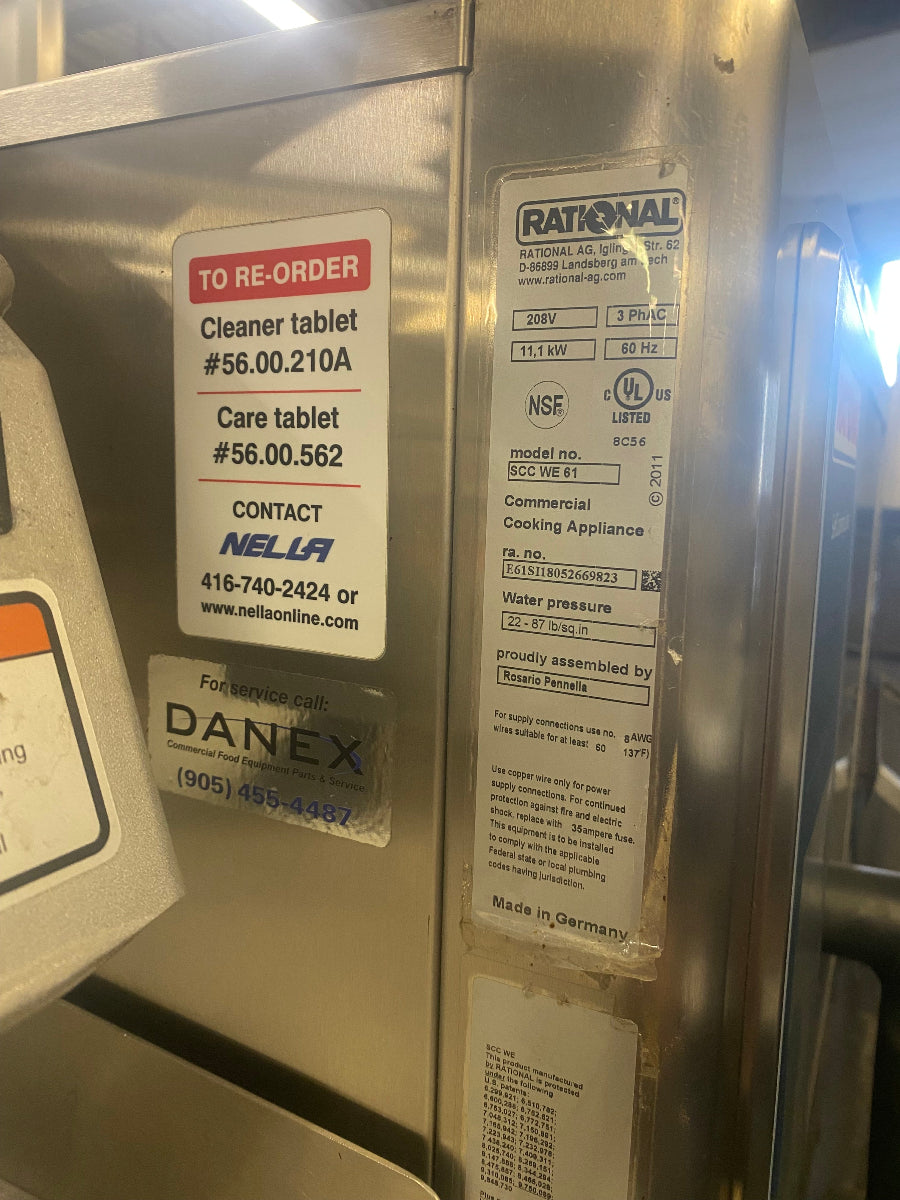 TO RE-ORDER
Cleaner tablet
#56.00.210A
Care tablet
#56.00.562
CONTACT
NELLA
416-740-2424 or
www.nellaonline.com
For service call:
DANEX
Commercial Food Equipment Parts & Service
(905) 455-4487
RATIONAL®
RATIONAL AG, Str. 62
D-86899 Landsberg am
www.rational-ag.com
208V 3 PhAC
11,1 kW 60 Hz
NSF®
C UL US
LISTED
8C56
model no.
SCC WE 61
© 2011
Commercial
Cooking Appliance
ra. no.
E61SI18052669823
Water pressure
22 - 87 lb/sq.in
proudly assembled by
Rosario Pennella
For supply connections use no. 8 AWG
wires suitable for at least 60 137°F)
Use copper wire only for power
supply connections. For continued
protection against fire and electric
shock, replace with 35ampere fuse.
This equipment is to be installed
to comply with the applicable
Federal state or local plumbing
codes having jurisdiction.
Made in Germany
SCC WE
This product manufactured
by RATIONAL is protected
under the following
U.S. patents:
ng